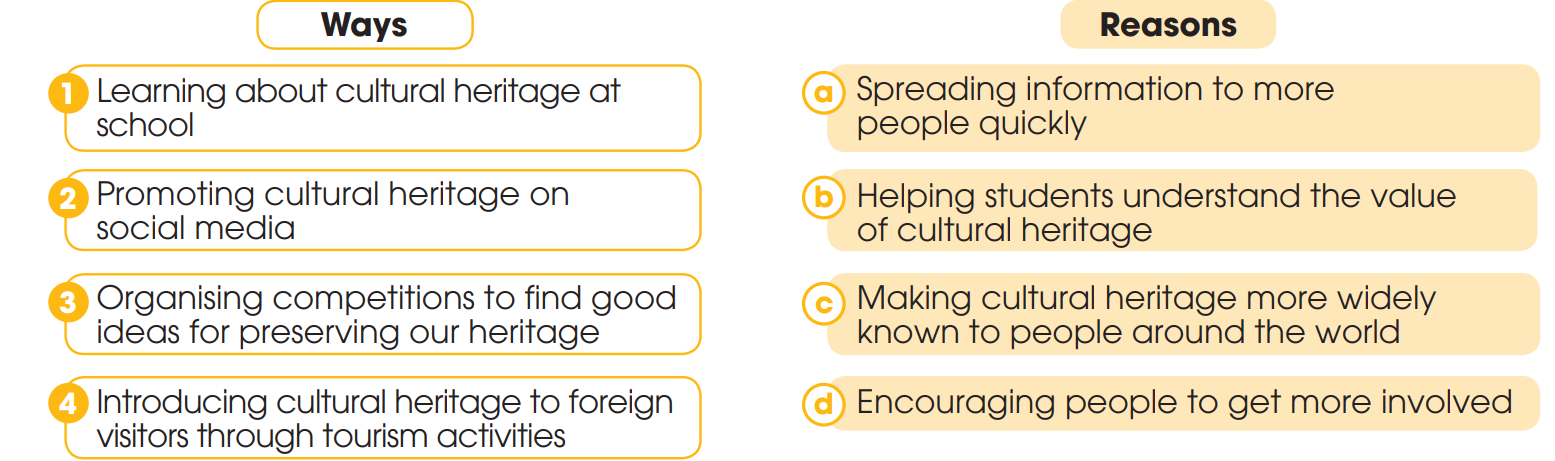 Ways
1 Learning about cultural heritage at
school
2 Promoting cultural heritage on
social media
3 Organising competitions to find good
ideas for preserving our heritage
4 Introducing cultural heritage to foreign
visitors through tourism activities
Reasons
a Spreading information to more
people quickly
b Helping students understand the value
of cultural heritage
c Making cultural heritage more widely
known to people around the world
d Encouraging people to get more involved